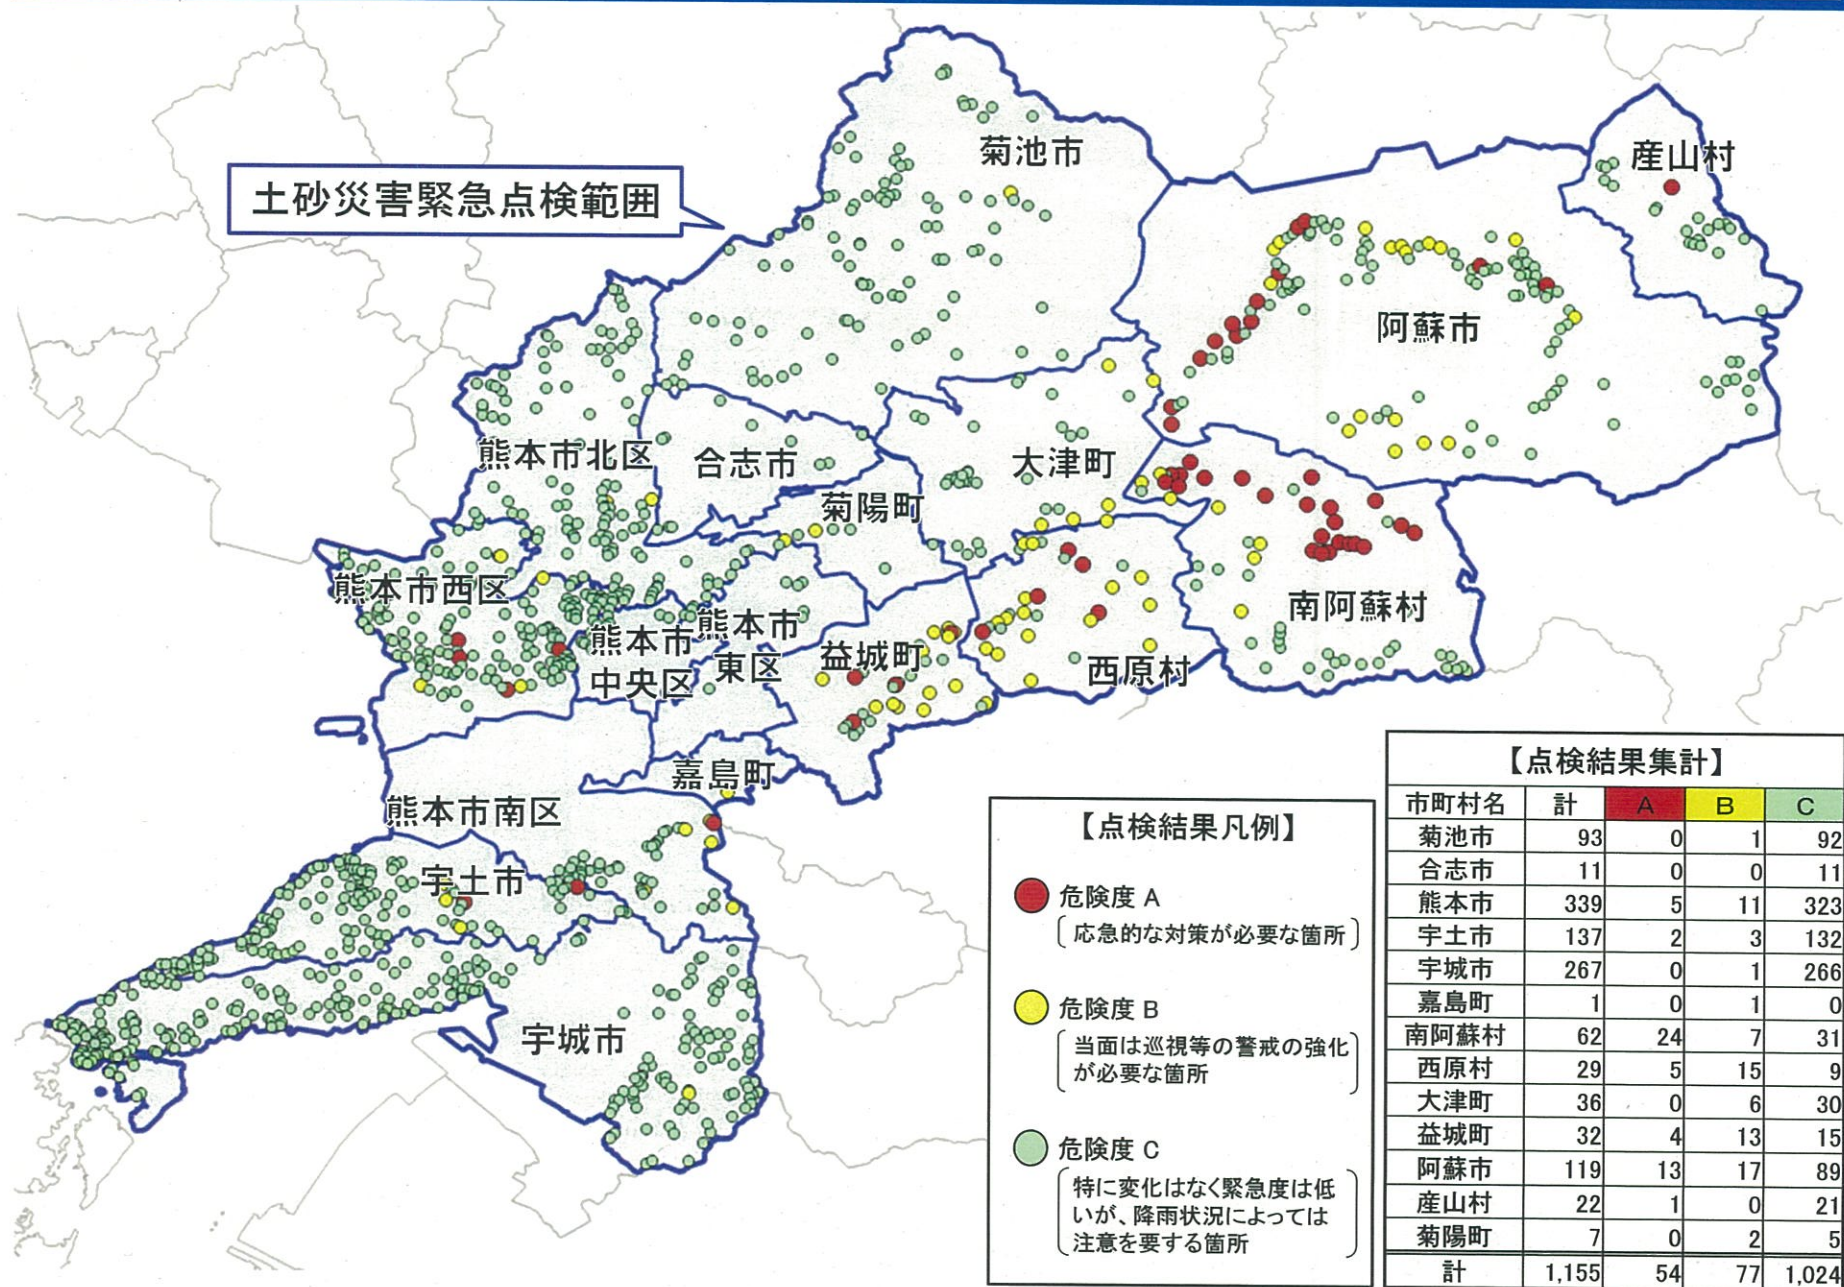 土砂災害緊急点検範囲
菊池市
産山村
阿蘇市
熊本市北区
合志市
大津町
菊陽町
熊本市西区
熊本市
中央区
熊本市
東区
益城町
西原村
南阿蘇村
嘉島町
熊本市南区
宇土市
宇城市
【点検結果凡例】
危険度 A
応急的な対策が必要な箇所
危険度 B
当面は巡視等の警戒の強化
が必要な箇所
危険度 C
特に変化はなく緊急度は低
いが、降雨状況によっては
注意を要する箇所
【点検結果集計】
市町村名 計 A B C
菊池市 93 0 1 92
合志市 11 0 0 11
熊本市 339 5 11 323
宇土市 137 2 3 132
宇城市 267 0 1 266
嘉島町 1 0 1 0
南阿蘇村 62 24 7 31
西原村 29 5 15 9
大津町 36 0 6 30
益城町 32 4 13 15
阿蘇市 119 13 17 89
産山村 22 1 0 21
菊陽町 7 0 2 5
計 1,155 54 77 1,024